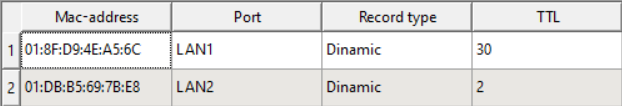 Mac-address Port Record type TTL
1 01:8F:D9:4E:A5:6C LAN1 Dinamic 30
2 01:DB:B5:69:7B:E8 LAN2 Dinamic 2